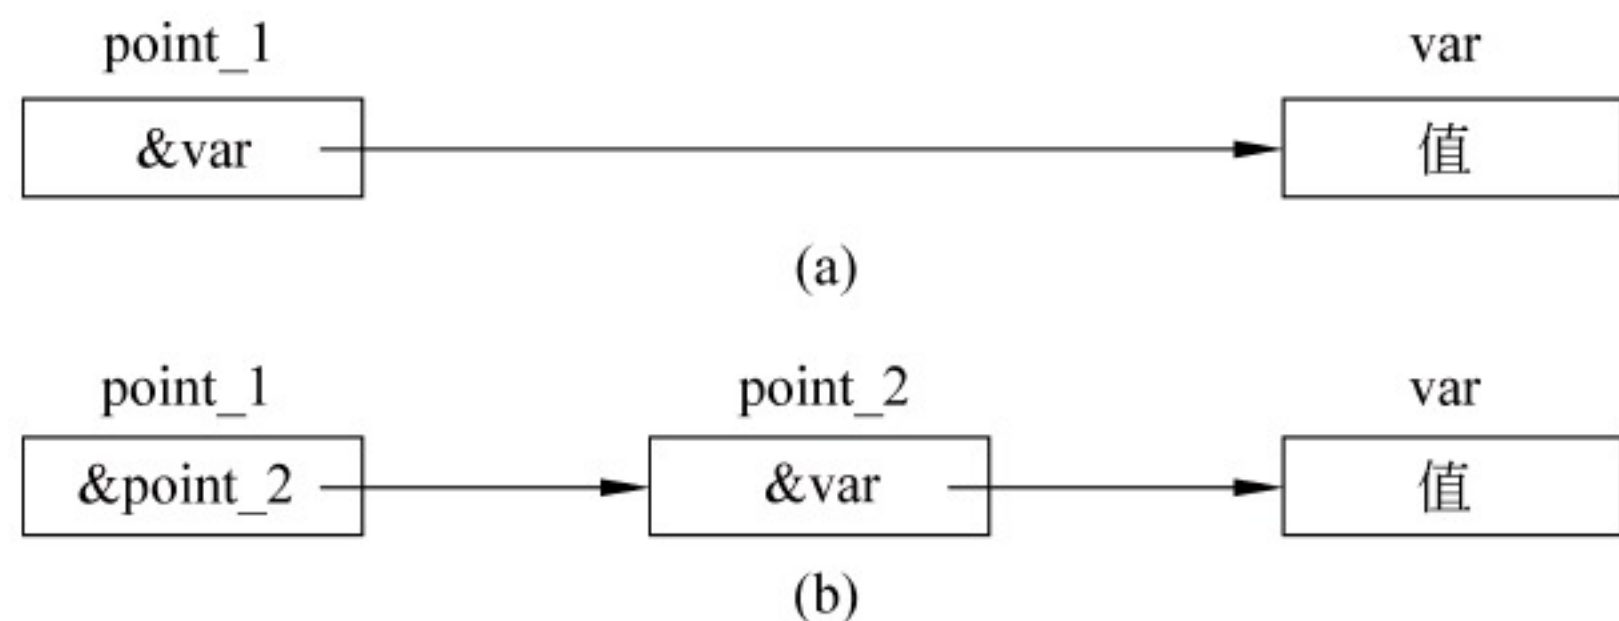 point_1 var
&var 值
(a)
point_1 point_2 var
&point_2 &var 值
(b)